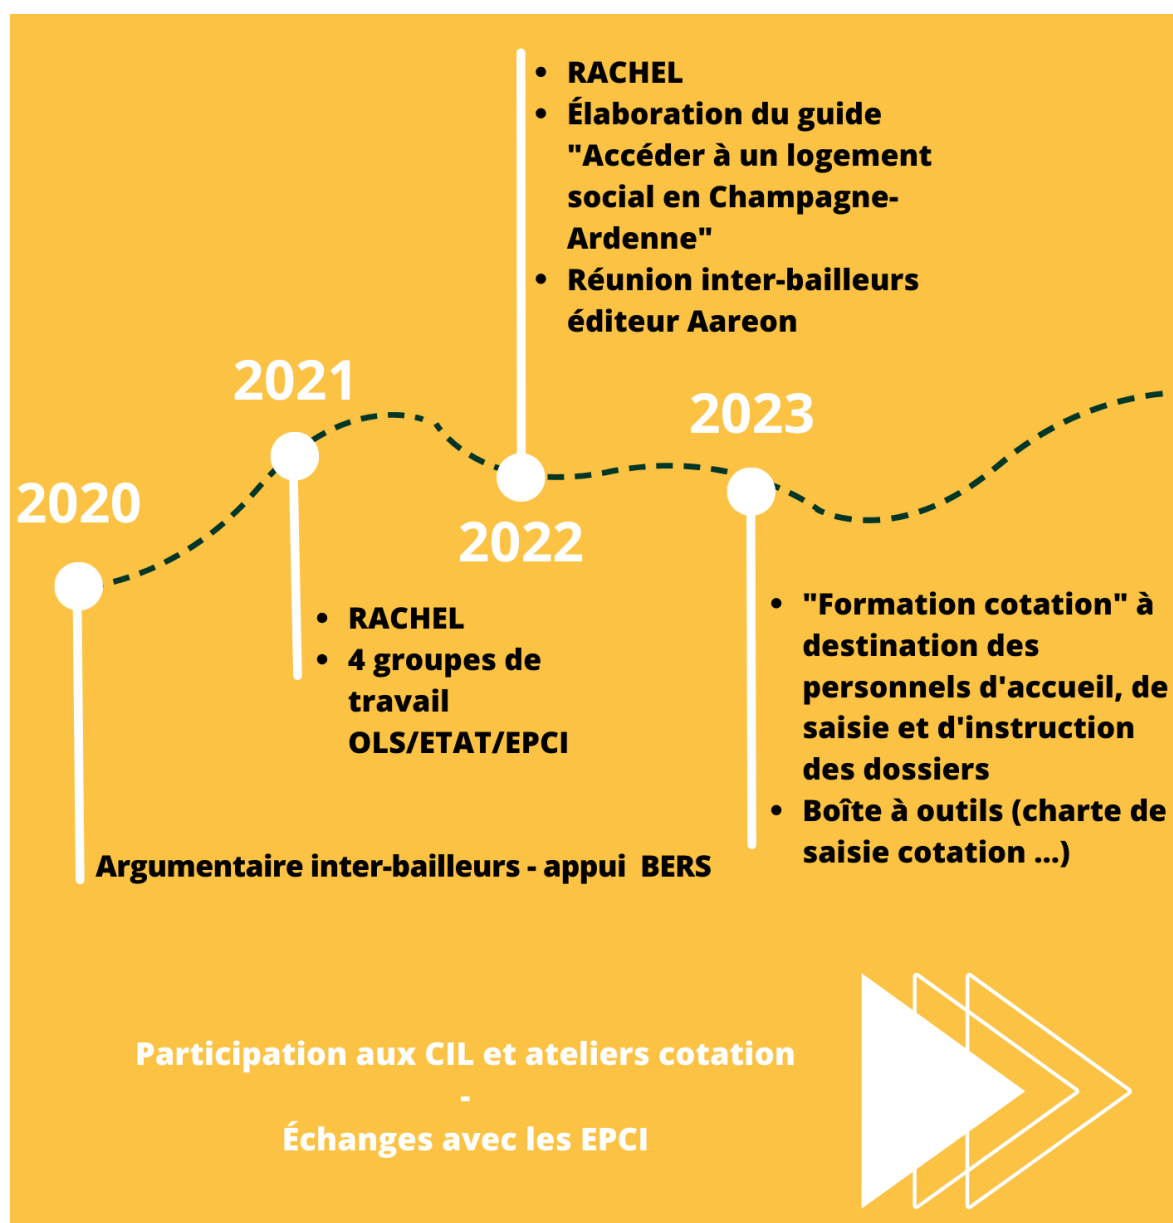 2020
Argumentaire inter-bailleurs - appui BERS
2021
• RACHEL
• 4 groupes de
travail
OLS/ETAT/EPCI
2022
• RACHEL
• Élaboration du guide
"Accéder à un logement
social en Champagne-
Ardenne"
• Réunion inter-bailleurs
éditeur Aareon
2023
• "Formation cotation" à
destination des
personnels d'accueil, de
saisie et d'instruction
des dossiers
• Boîte à outils (charte de
saisie cotation ...)
Participation aux CIL et ateliers cotation
-
Échanges avec les EPCI